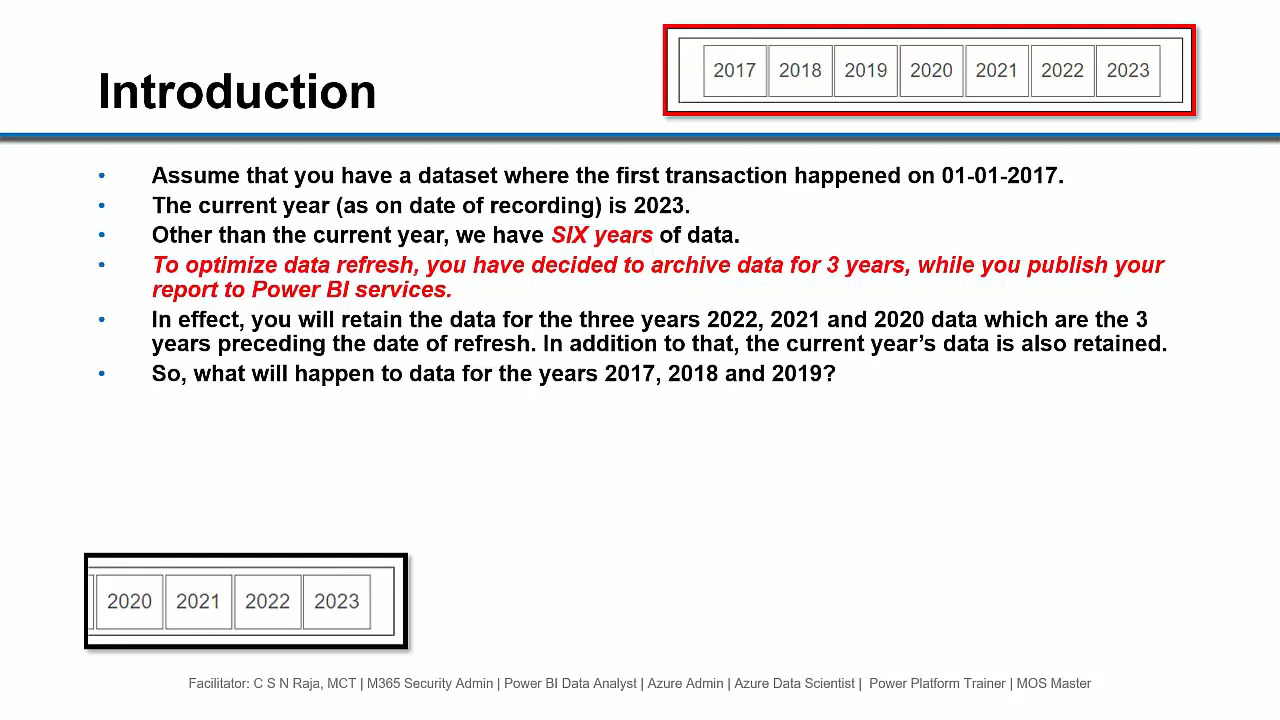 2017 2018 2019 2020 2021 2022 2023
Introduction
• Assume that you have a dataset where the first transaction happened on 01-01-2017.
• The current year (as on date of recording) is 2023.
• Other than the current year, we have SIX years of data.
• To optimize data refresh, you have decided to archive data for 3 years, while you publish your
report to Power BI services.
• In effect, you will retain the data for the three years 2022, 2021 and 2020 data which are the 3
years preceding the date of refresh. In addition to that, the current year’s data is also retained.
• So, what will happen to data for the years 2017, 2018 and 2019?
2020 2021 2022 2023
Facilitator: C S N Raja, MCT | M365 Security Admin | Power BI Data Analyst | Azure Admin | Azure Data Scientist | Power Platform Trainer | MOS Master